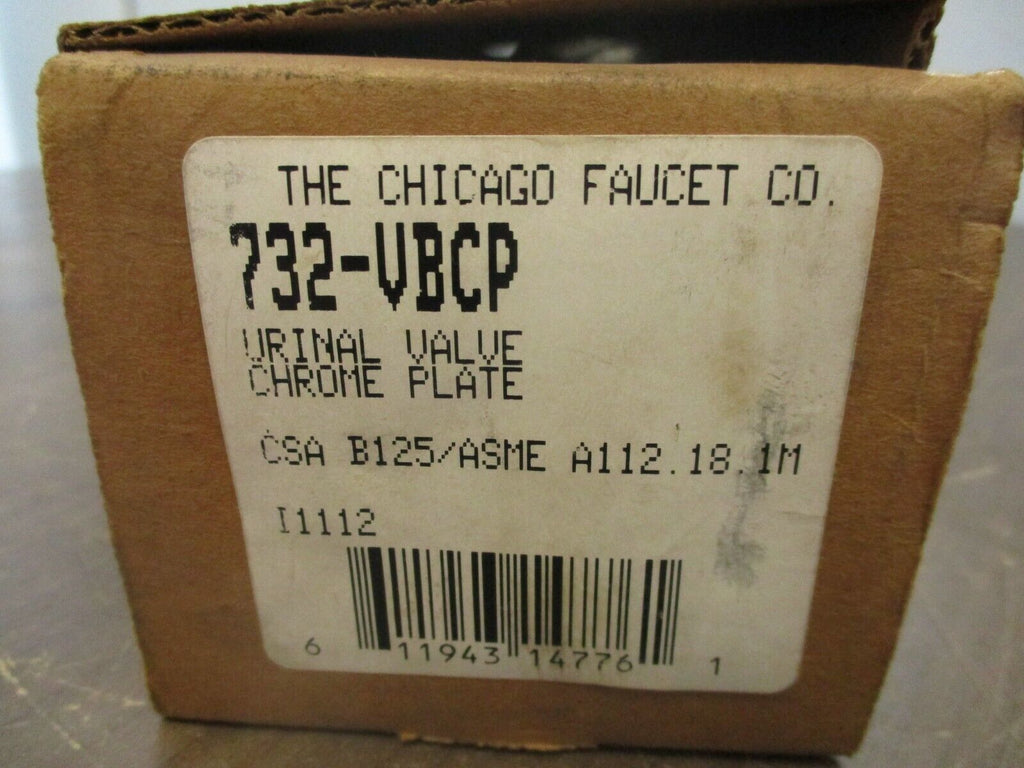 THE CHICAGO FAUCET CO.
732-VBCP
URINAL VALVE
CHROME PLATE
CSA B125/ASME A112.18.1M
I1112
6 11943 14776 1